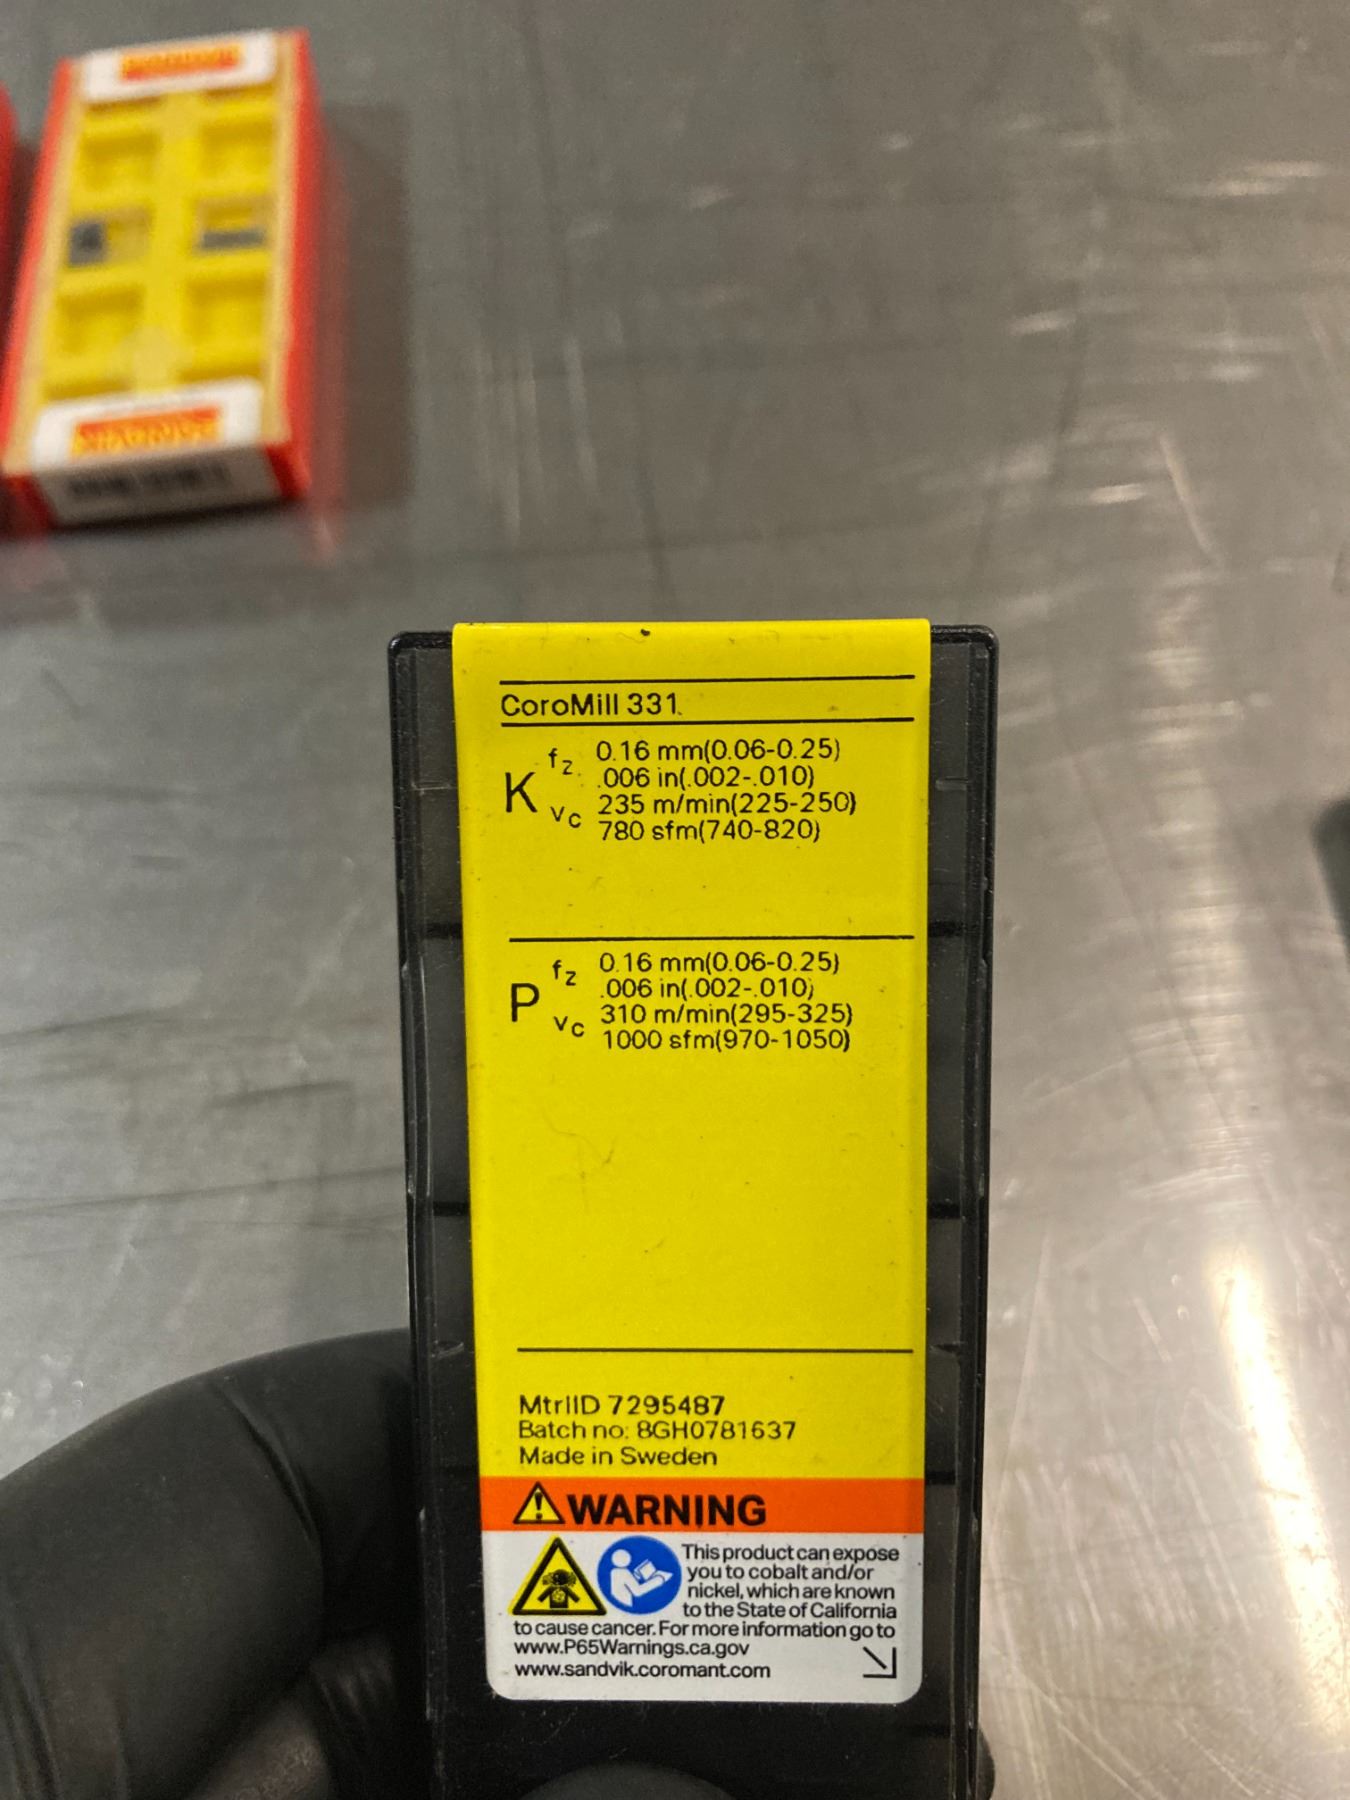 SANDVIK
CoroMill 331
K
fz 0.16 mm(0.06-0.25)
.006 in(.002-.010)
vc 235 m/min(225-250)
780 sfm(740-820)
P
fz 0.16 mm(0.06-0.25)
.006 in(.002-.010)
vc 310 m/min(295-325)
1000 sfm(970-1050)
MtrlID 7295487
Batch no: 8GH0781637
Made in Sweden
WARNING
This product can expose
you to cobalt and/or
nickel, which are known
to the State of California
to cause cancer. For more information go to
www.P65Warnings.ca.gov
www.sandvik.coromant.com